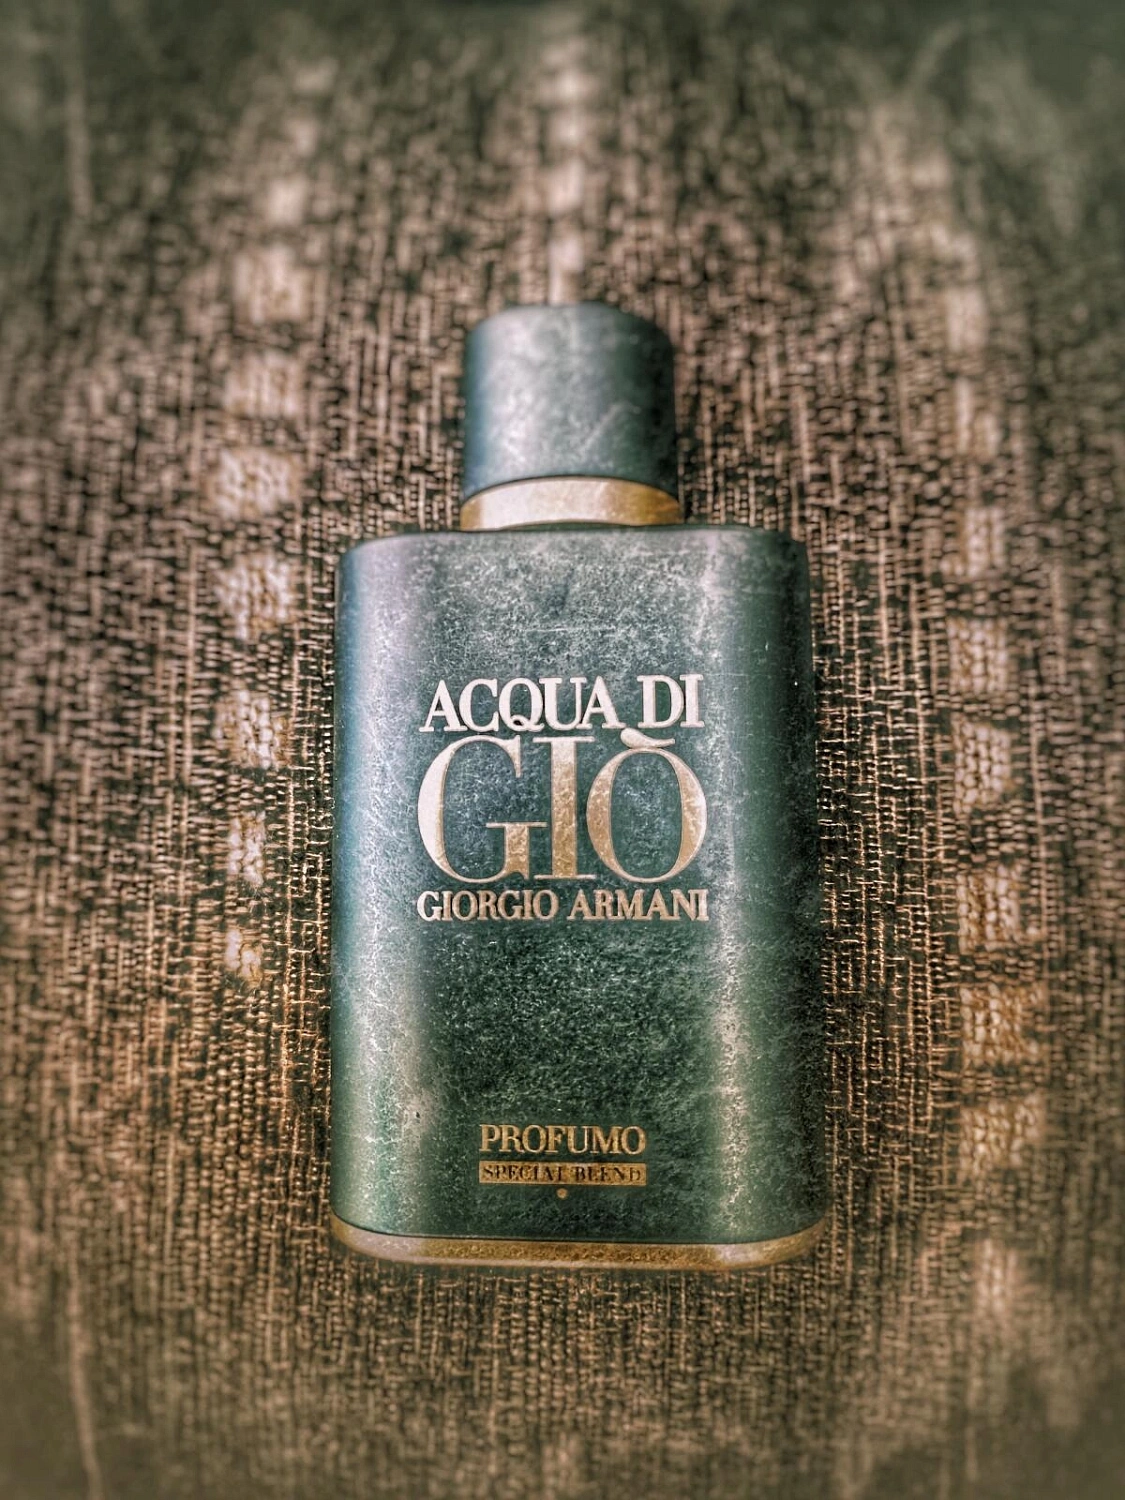 ACQUA DI
GIÒ
GIORGIO ARMANI
PROFUMO
SPECIAL BLEND